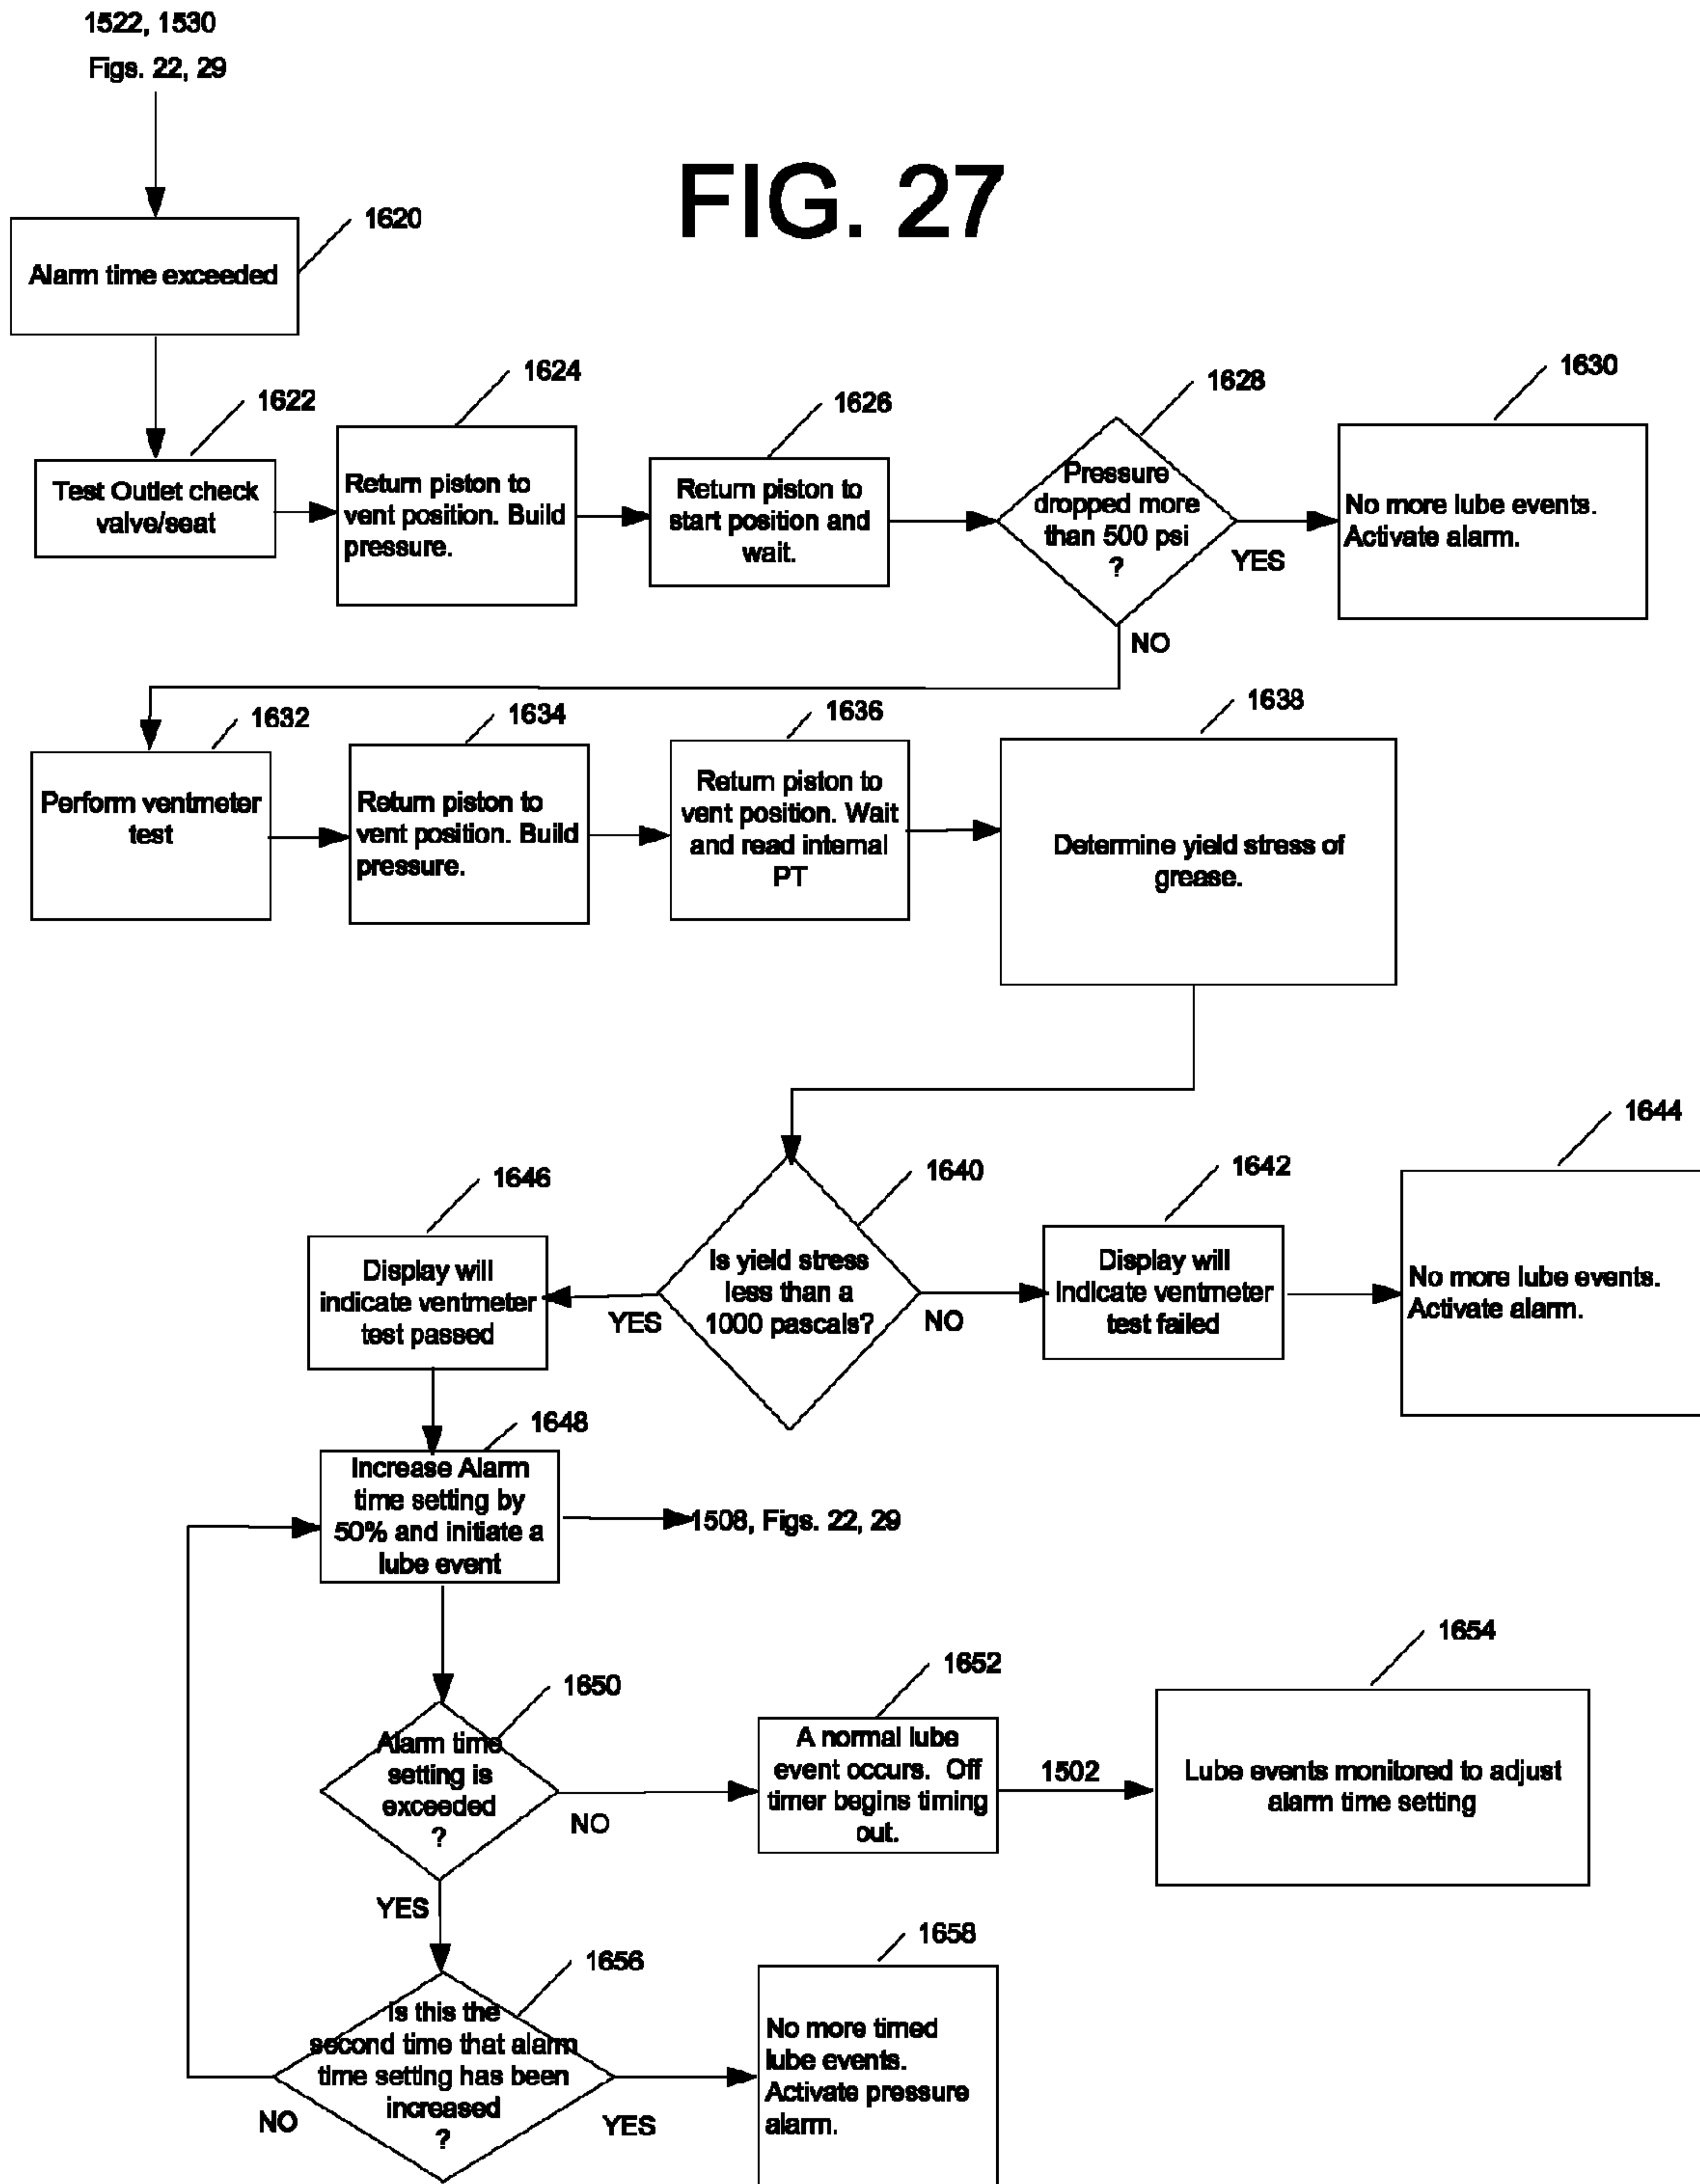 1522, 1530
Figs. 22, 29
FIG. 27
1620
Alarm time exceeded
1622
Test Outlet check
valve/seat
1624
Return piston to
vent position. Build
pressure.
1626
Return piston to
start position and
wait.
1628
Pressure
dropped more
than 500 psi
?
YES
NO
1630
No more lube events.
Activate alarm.
1632
Perform ventmeter
test
1634
Return piston to
vent position. Build
pressure.
1636
Return piston to
vent position. Wait
and read internal
PT
1638
Determine yield stress of
grease.
1640
Is yield stress
less than a
1000 pascals?
YES
NO
1642
Display will
indicate ventmeter
test failed
1644
No more lube events.
Activate alarm.
1646
Display will
indicate ventmeter
test passed
1648
Increase Alarm
time setting by
50% and initiate a
lube event
1508, Figs. 22, 29
1650
Alarm time
setting is
exceeded
?
NO
YES
1652
A normal lube
event occurs. Off
timer begins timing
out.
1502
1654
Lube events monitored to adjust
alarm time setting
1656
Is this the
second time that alarm
time setting has been
increased
?
NO
YES
1658
No more timed
lube events.
Activate pressure
alarm.